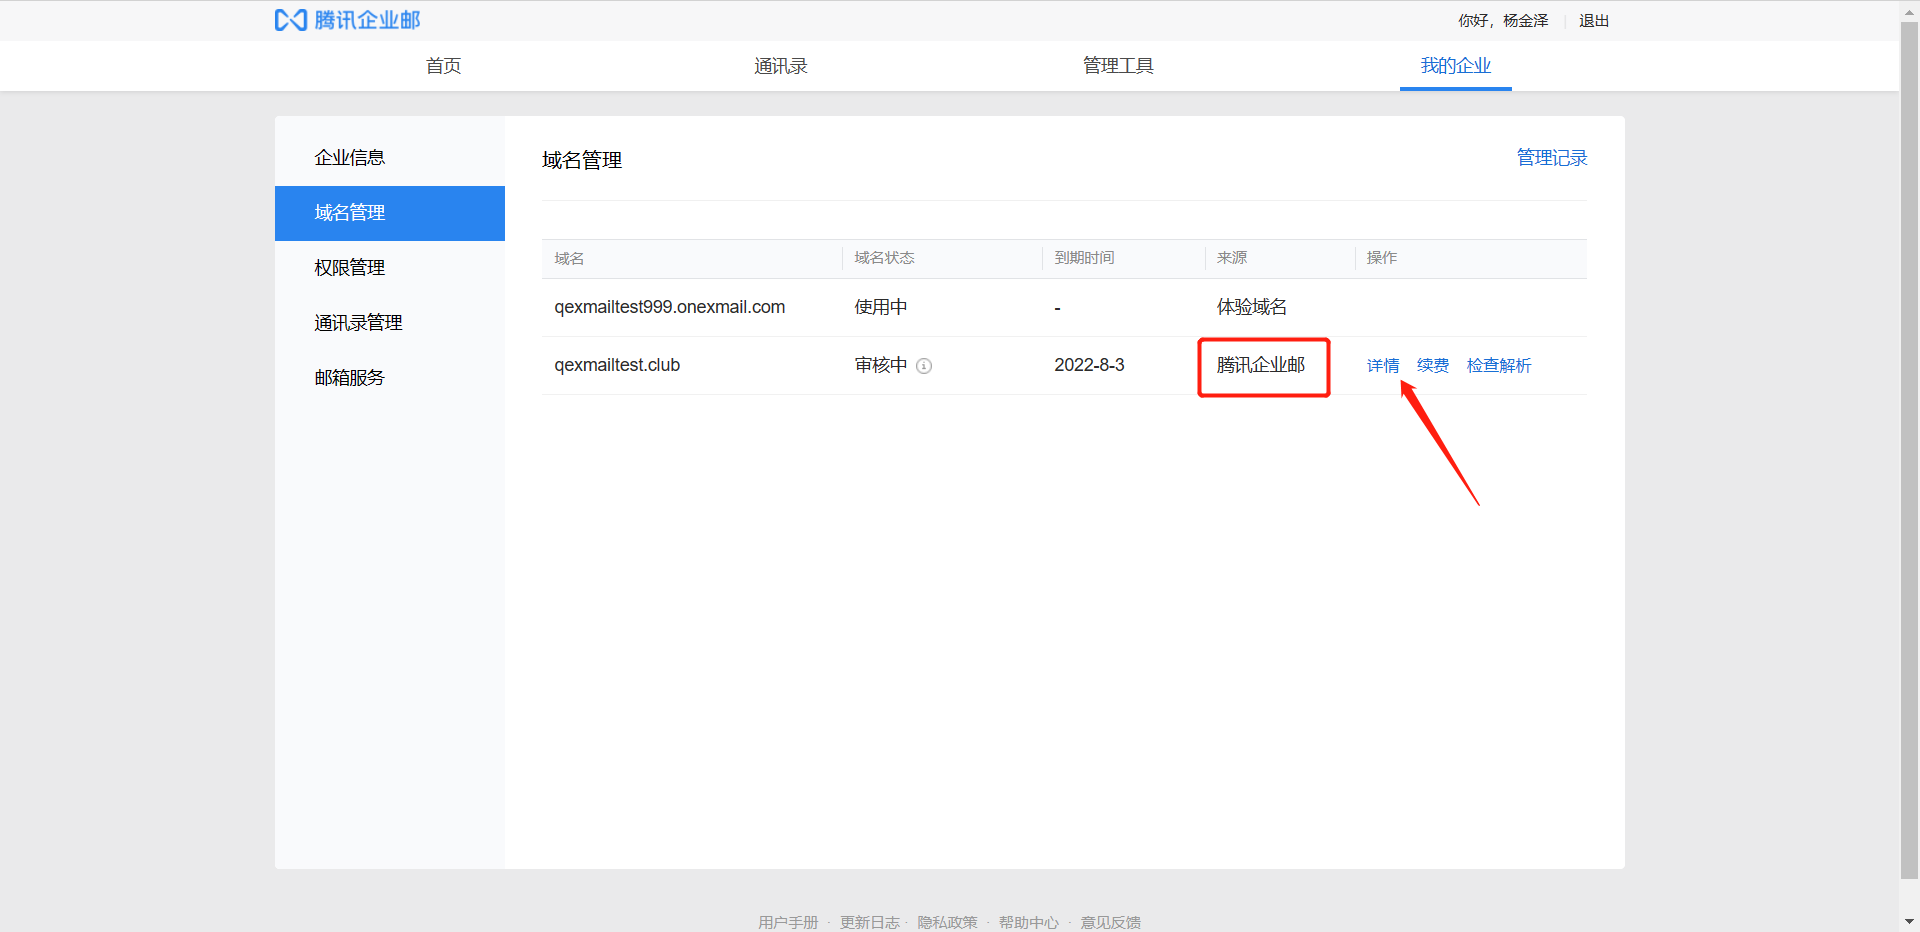 腾讯企业邮
你好，杨金泽 退出
首页 通讯录 管理工具 我的企业
企业信息
域名管理
权限管理
通讯录管理
邮箱服务
域名管理 管理记录
域名 域名状态 到期时间 来源 操作
qexmailtest999.onexmail.com 使用中 - 体验域名
qexmailtest.club 审核中 2022-8-3 腾讯企业邮 详情 续费 检查解析
用户手册 · 更新日志 · 隐私政策 · 帮助中心 · 意见反馈